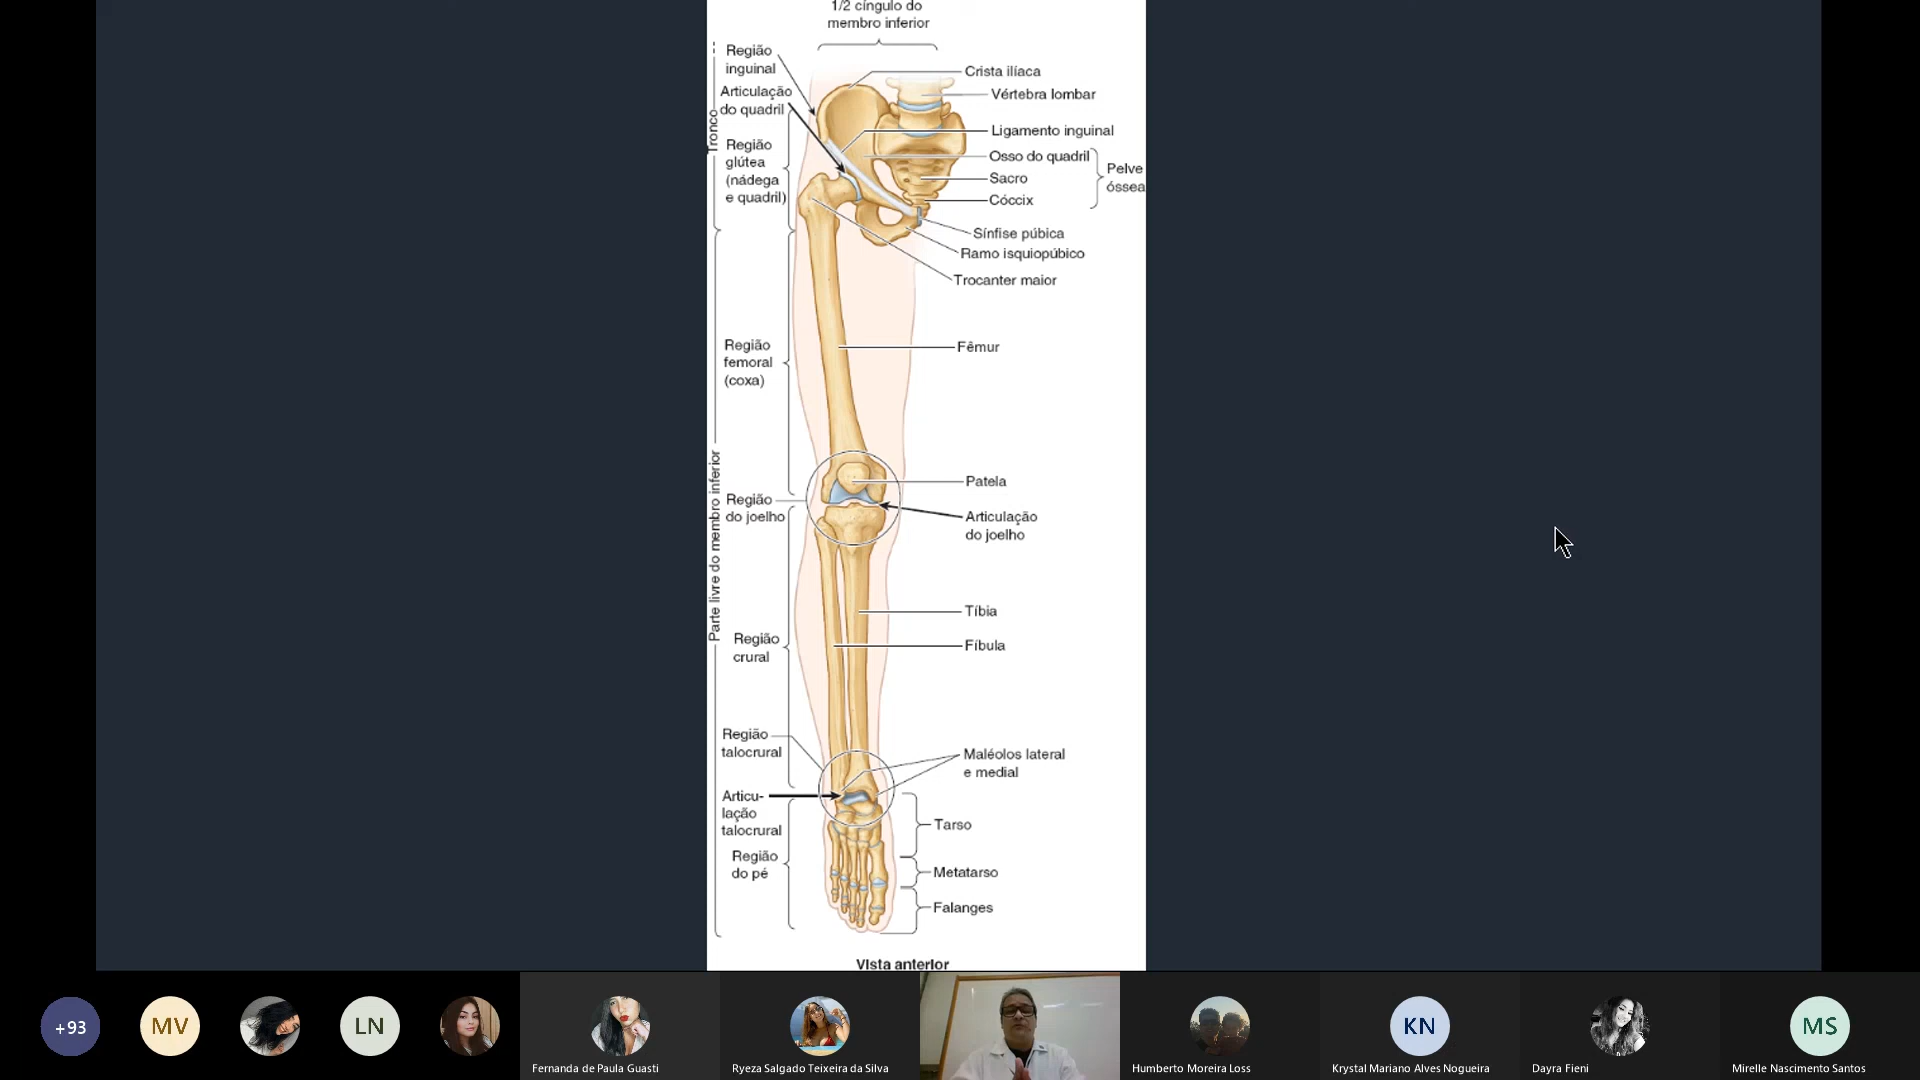 1/2 cíngulo do
membro inferior
Região
inguinal
Articulação
do quadril
Tronco
Região
glútea
(nádega
e quadril)
Crista ilíaca
Vértebra lombar
Ligamento inguinal
Osso do quadril
Sacro
Cóccix
Pelve
óssea
Sínfise púbica
Ramo isquiopúbico
Trocanter maior
Região
femoral
(coxa)
Fêmur
Parte livre do membro inferior
Patela
Região
do joelho
Articulação
do joelho
Tíbia
Fíbula
Região
crural
Região
talocrural
Maléolos lateral
e medial
Articu-
lação
talocrural
Tarso
Região
do pé
Metatarso
Falanges
Vista anterior
+93
MV
LN
KN
MS
Fernanda de Paula Guasti
Ryeza Salgado Teixeira da Silva
Humberto Moreira Loss
Krystal Mariano Alves Nogueira
Dayra Fieni
Mirelle Nascimento Santos